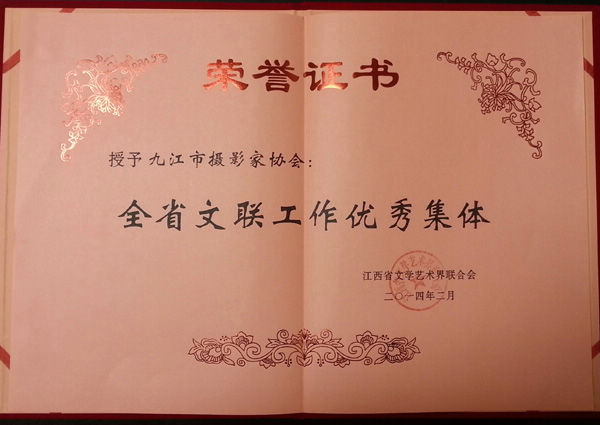 荣誉证书
授予九江市摄影家协会：
全省文联工作优秀集体
江西省文学艺术界联合会
二〇一四年二月